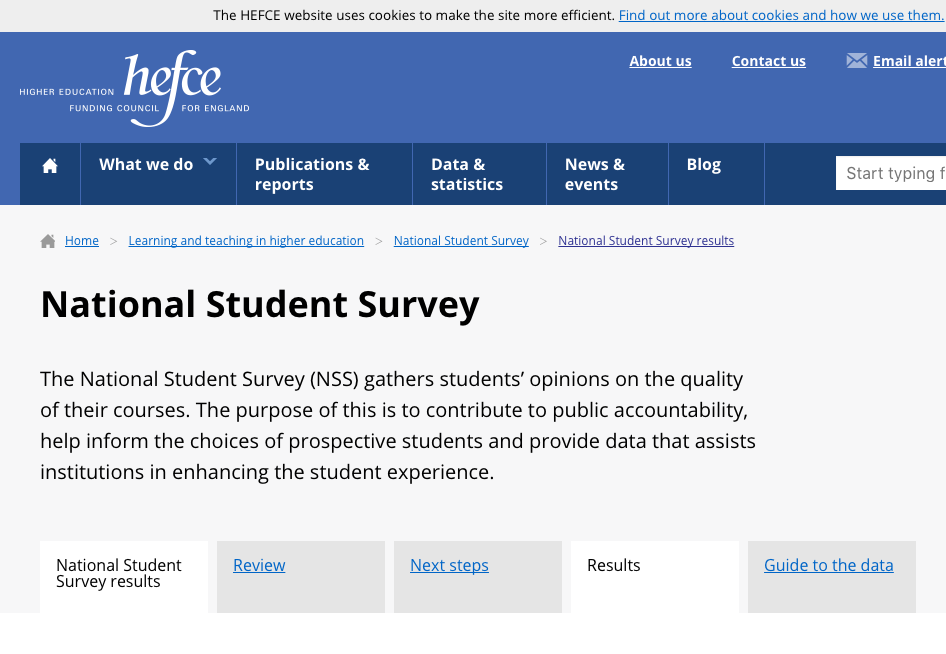 The HEFCE website uses cookies to make the site more efficient. Find out more about cookies and how we use them.
About us Contact us Email alert
hefce
HIGHER EDUCATION
FUNDING COUNCIL FOR ENGLAND
What we do Publications & Data & News & Blog
reports statistics events
Start typing f
Home > Learning and teaching in higher education > National Student Survey > National Student Survey results
National Student Survey
The National Student Survey (NSS) gathers students’ opinions on the quality
of their courses. The purpose of this is to contribute to public accountability,
help inform the choices of prospective students and provide data that assists
institutions in enhancing the student experience.
National Student Review Next steps Results Guide to the data
Survey results